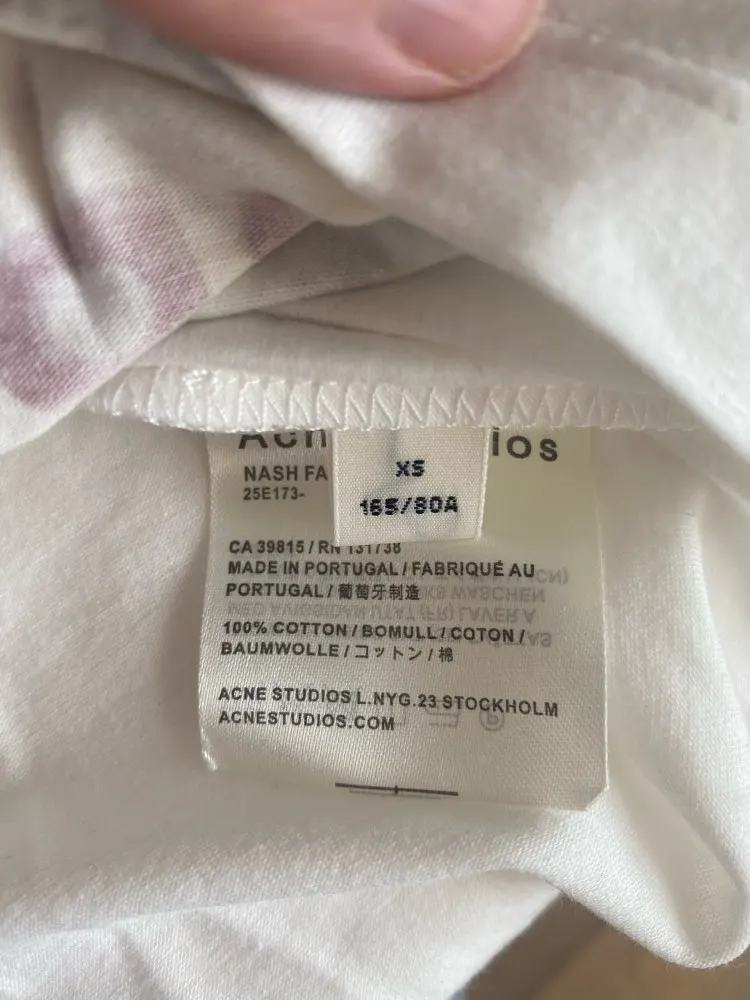 NASH FA
25E173-
XS
165/80A
CA 39815 / RN 131738
MADE IN PORTUGAL / FABRIQUÉ AU
PORTUGAL / 葡萄牙制造
100% COTTON / BOMULL / COTON /
BAUMWOLLE / コットン / 棉
ACNE STUDIOS L.NYG.23 STOCKHOLM
ACNESTUDIOS.COM